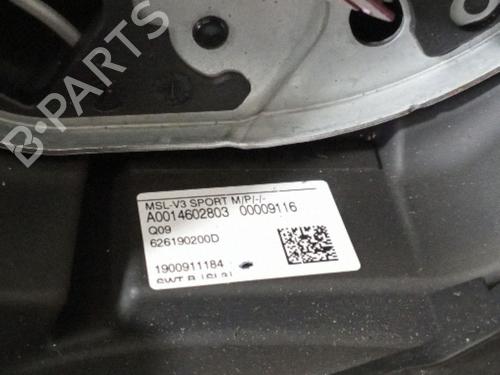 B-PARTS
MSL-V3 SPORT M/P/-/-
A0014602803 00009116
Q09
626190200D
1900911184